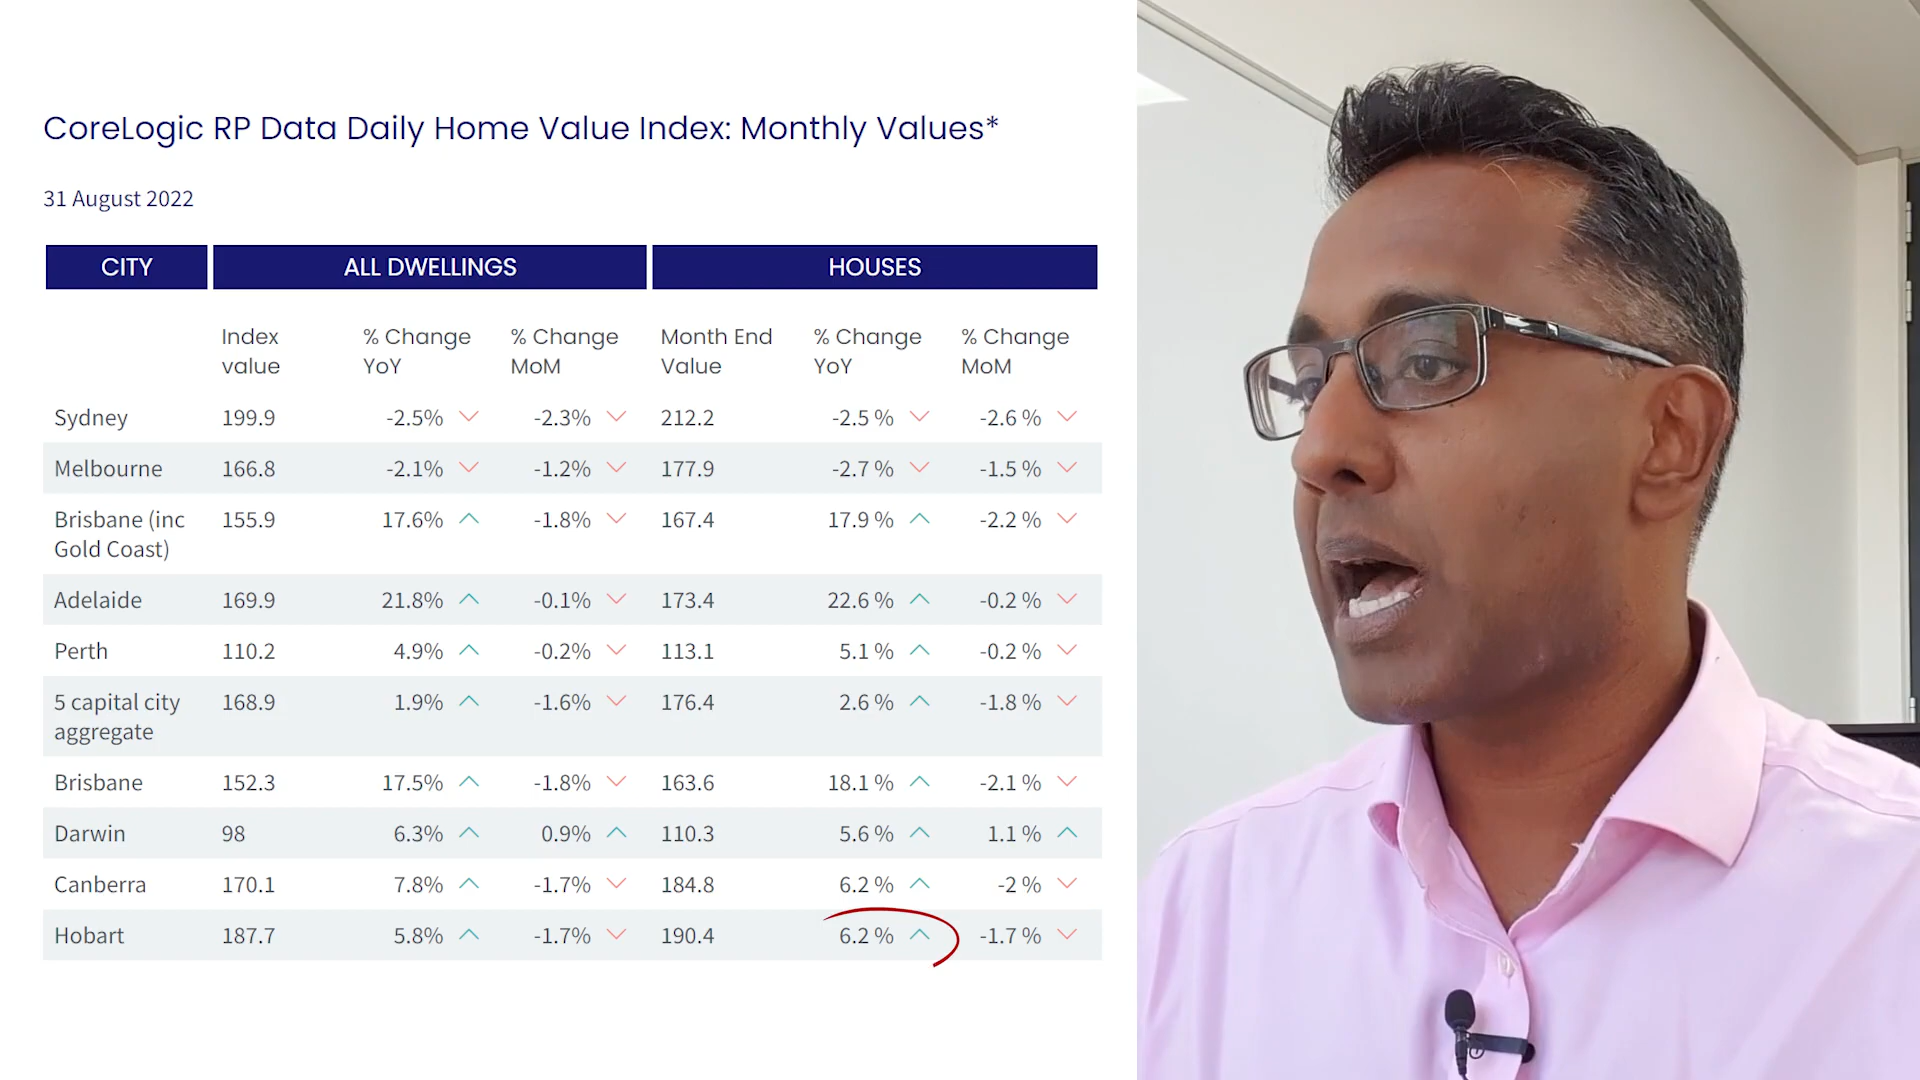 CoreLogic RP Data Daily Home Value Index: Monthly Values*
31 August 2022
CITY ALL DWELLINGS HOUSES
Index value % Change YoY % Change MoM Month End Value % Change YoY % Change MoM
Sydney 199.9 -2.5% -2.3% 212.2 -2.5 % -2.6 %
Melbourne 166.8 -2.1% -1.2% 177.9 -2.7 % -1.5 %
Brisbane (inc Gold Coast) 155.9 17.6% -1.8% 167.4 17.9 % -2.2 %
Adelaide 169.9 21.8% -0.1% 173.4 22.6 % -0.2 %
Perth 110.2 4.9% -0.2% 113.1 5.1 % -0.2 %
5 capital city aggregate 168.9 1.9% -1.6% 176.4 2.6 % -1.8 %
Brisbane 152.3 17.5% -1.8% 163.6 18.1 % -2.1 %
Darwin 98 6.3% 0.9% 110.3 5.6 % 1.1 %
Canberra 170.1 7.8% -1.7% 184.8 6.2 % -2 %
Hobart 187.7 5.8% -1.7% 190.4 6.2 % -1.7 %